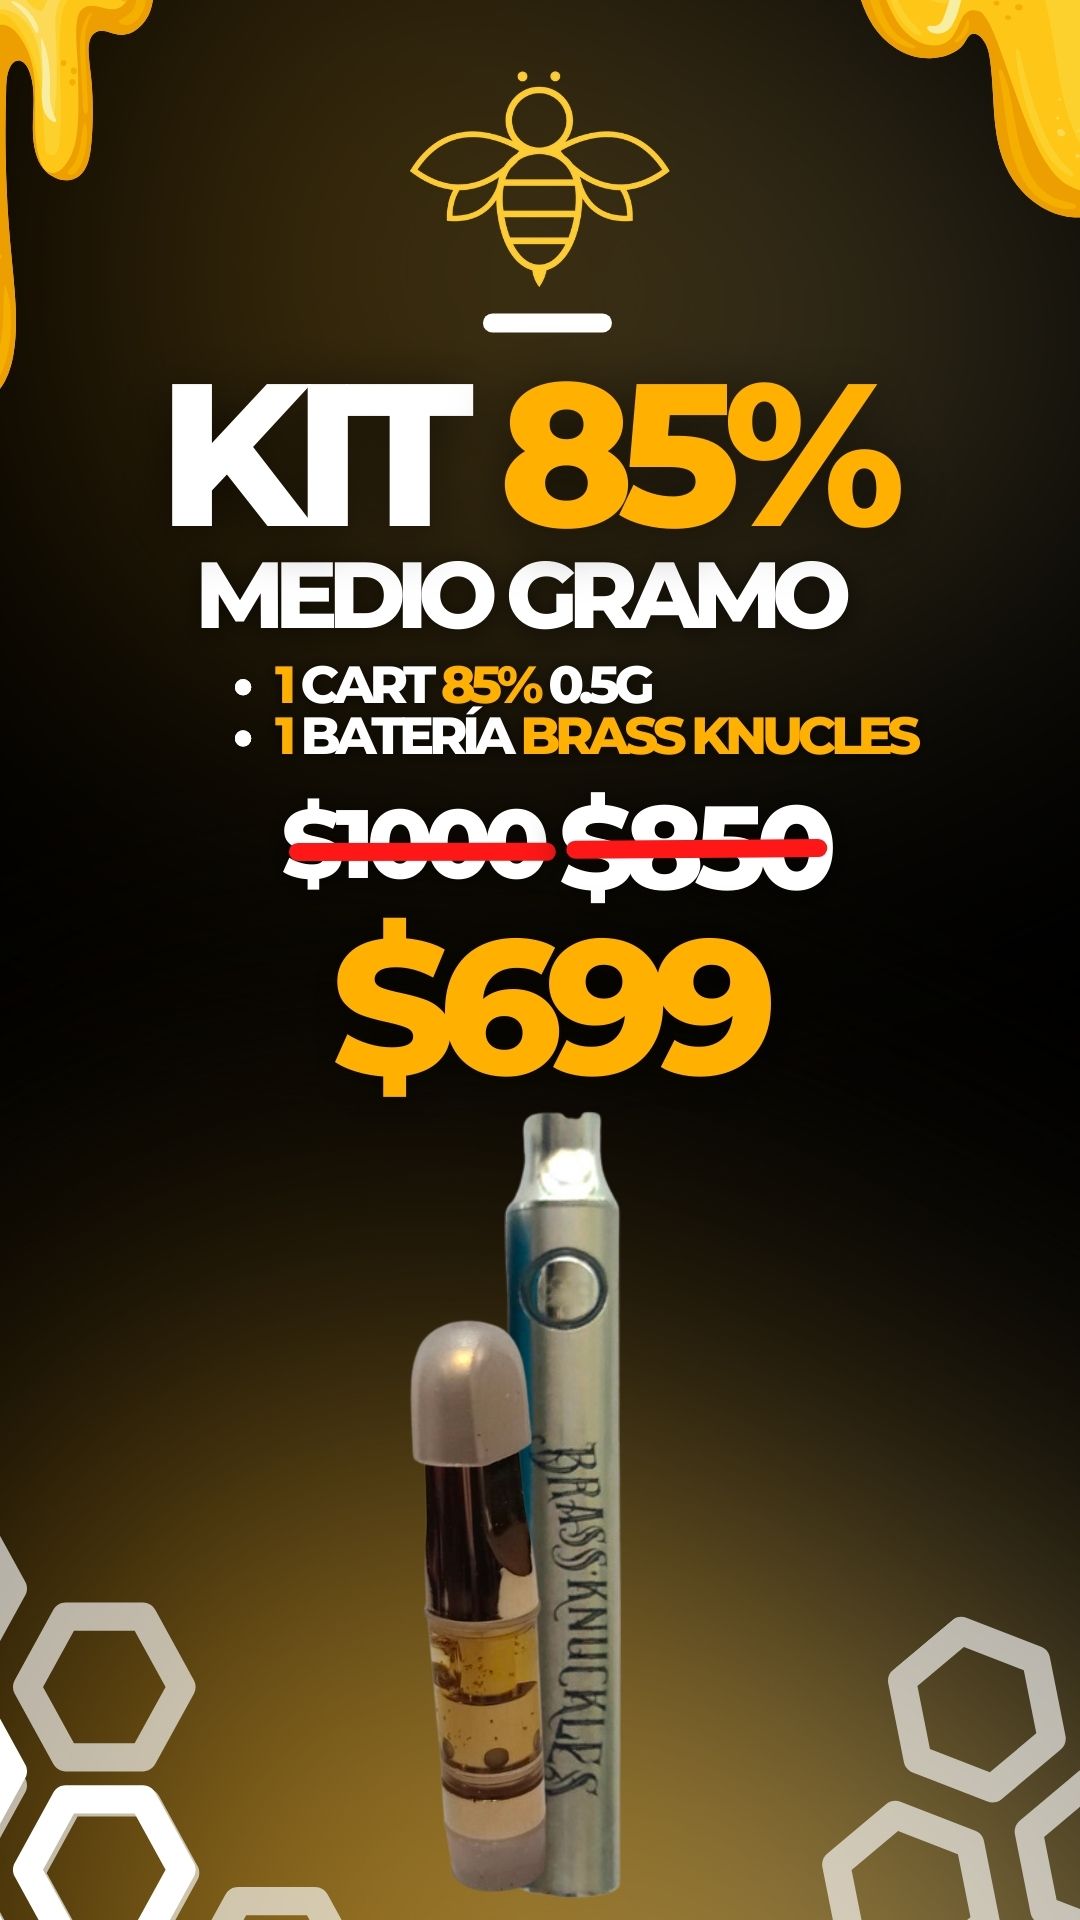 KIT 85%
MEDIO GRAMO
• 1 CART 85% 0.5G
• 1 BATERÍA BRASS KNUCLES
$1000 $850
$699
BRASS·KNUCKLES